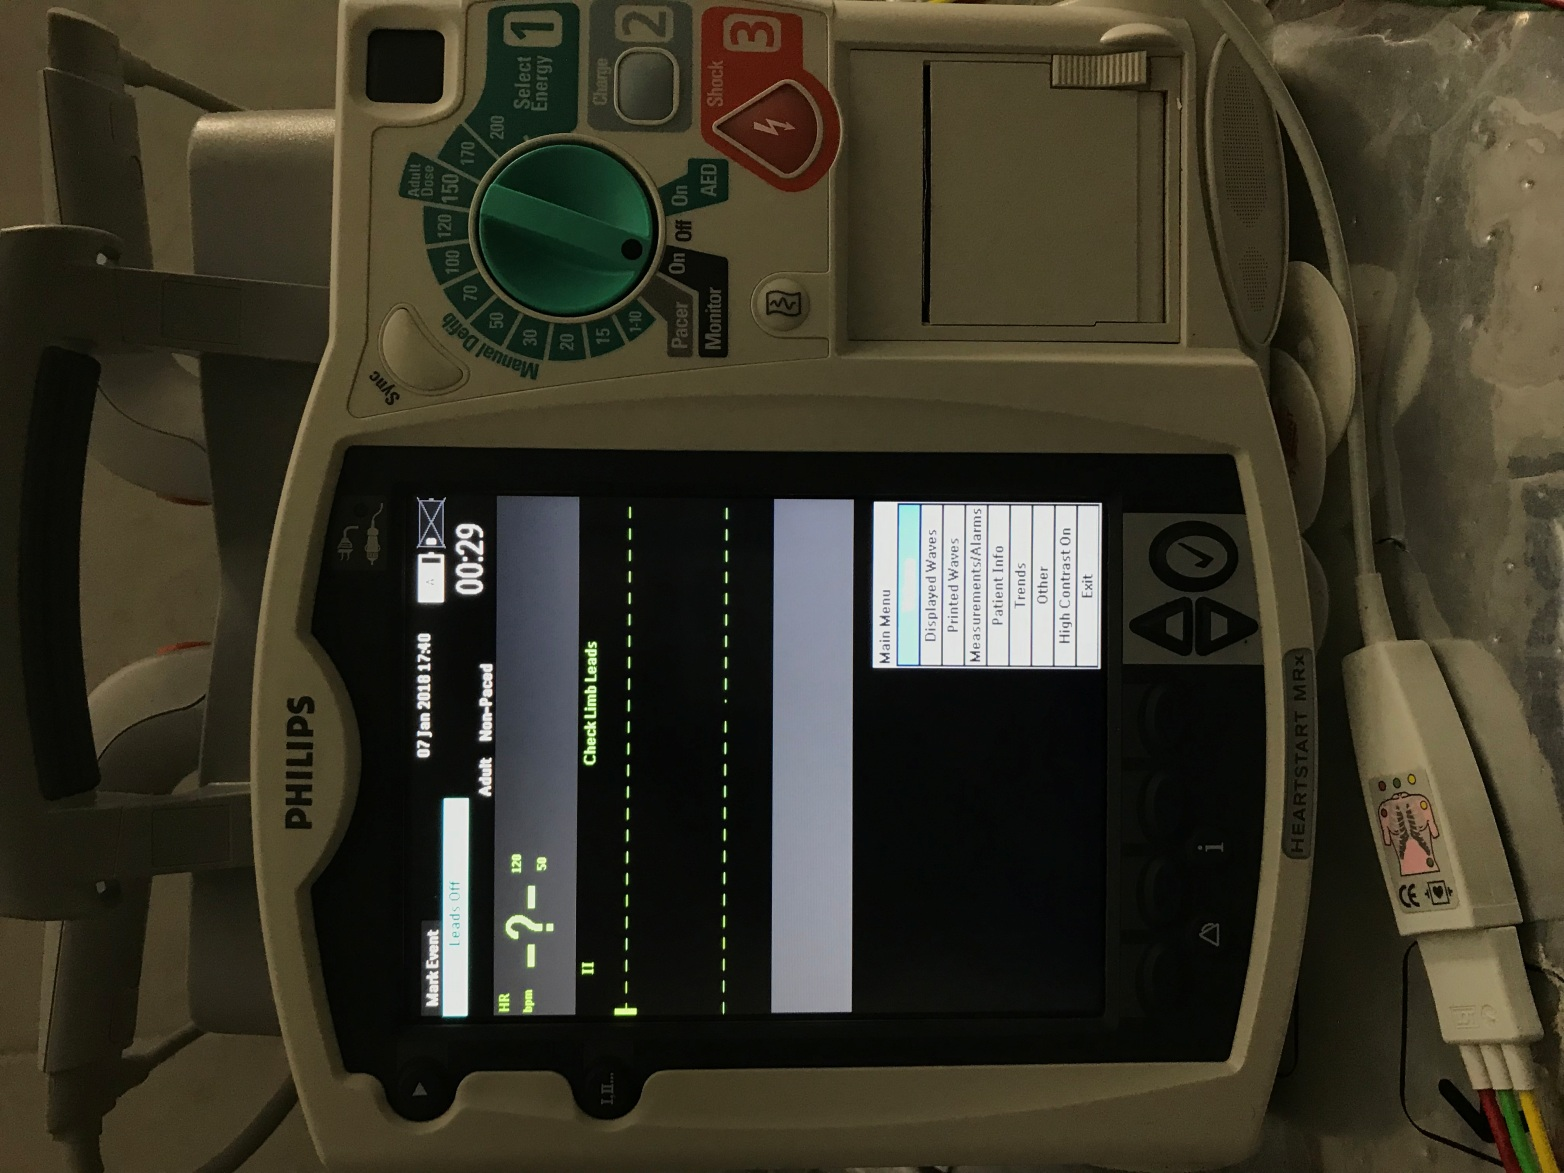 PHILIPS
Mark Event
07 Jan 2018 17:40
A
Leads Off
00:29
Adult Non-Paced
HR
bpm
-?-
120
50
II
Check Limb Leads
Main Menu
Displayed Waves
Printed Waves
Measurements/Alarms
Patient Info
Trends
Other
High Contrast On
Exit
I,II...
i
HEARTSTART MRx
Sync
Manual Defib
1-10
15
20
30
50
70
100
120
150
Adult
Dose
170
200
Select
Energy
1
Charge
2
Shock
3
Pacer
Monitor
On
Off
On
AED
CE